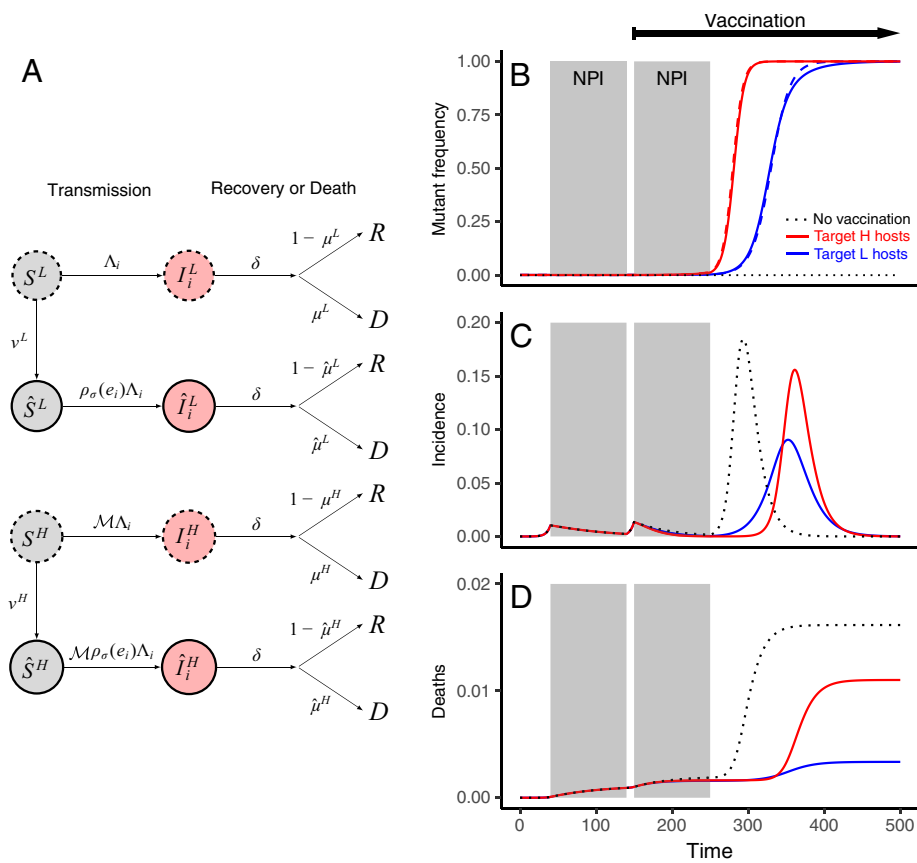 A
Transmission
Recovery or Death
S^L
Λ_i
I_i^L
δ
1 − μ^L
R
μ^L
D
ν^L
Ŝ^L
ρ_σ(e_i)Λ_i
Î_i^L
δ
1 − μ̂^L
R
μ̂^L
D
S^H
ℳΛ_i
I_i^H
δ
1 − μ^H
R
μ^H
D
ν^H
Ŝ^H
ℳρ_σ(e_i)Λ_i
Î_i^H
δ
1 − μ̂^H
R
μ̂^H
D
Vaccination
B
NPI
NPI
Mutant frequency
1.00
0.75
0.50
0.25
0.00
No vaccination
Target H hosts
Target L hosts
C
Incidence
0.20
0.15
0.10
0.05
0.00
D
Deaths
0.02
0.01
0.00
0 100 200 300 400 500
Time